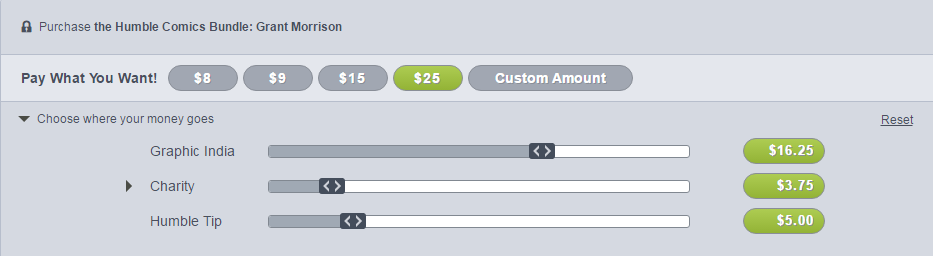 Purchase the Humble Comics Bundle: Grant Morrison
Pay What You Want! $8 $9 $15 $25 Custom Amount
Choose where your money goes Reset
Graphic India $16.25
Charity $3.75
Humble Tip $5.00